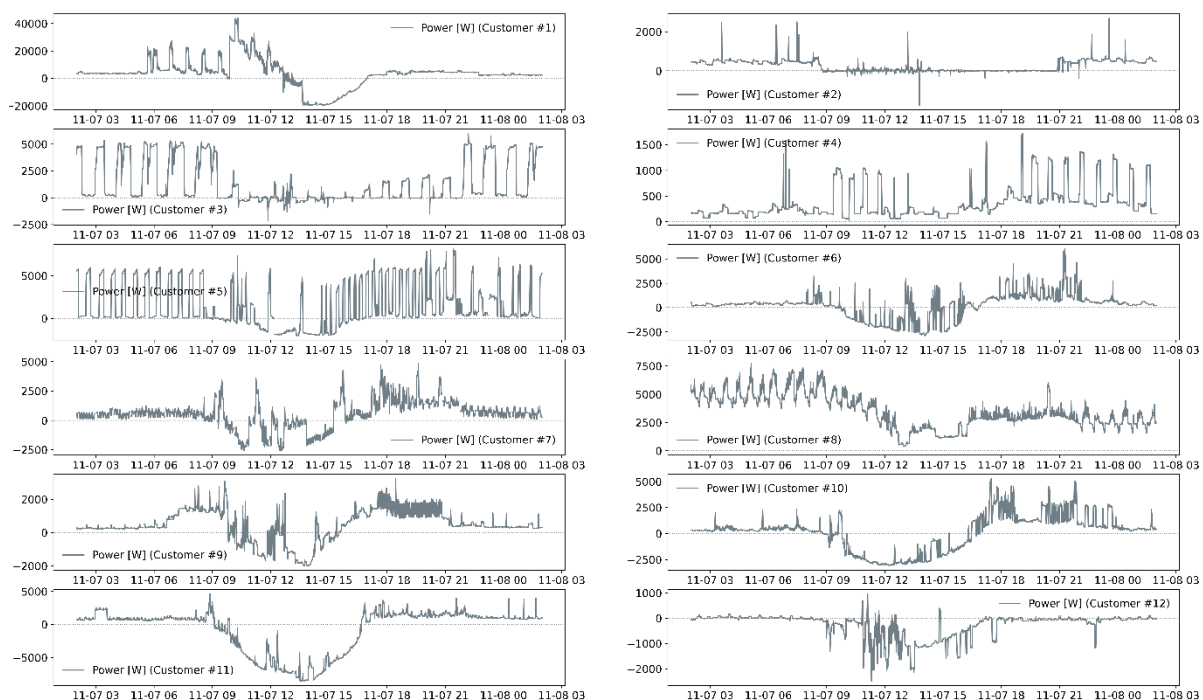 40000
Power [W] (Customer #1)
20000
0
−20000
11-07 03 11-07 06 11-07 09 11-07 12 11-07 15 11-07 18 11-07 21 11-08 00 11-08 03
2000
0
Power [W] (Customer #2)
11-07 03 11-07 06 11-07 09 11-07 12 11-07 15 11-07 18 11-07 21 11-08 00 11-08 03
5000
2500
0
Power [W] (Customer #3)
−2500
11-07 03 11-07 06 11-07 09 11-07 12 11-07 15 11-07 18 11-07 21 11-08 00 11-08 03
Power [W] (Customer #4)
1500
1000
500
0
11-07 03 11-07 06 11-07 09 11-07 12 11-07 15 11-07 18 11-07 21 11-08 00 11-08 03
5000
Power [W] (Customer #5)
0
11-07 03 11-07 06 11-07 09 11-07 12 11-07 15 11-07 18 11-07 21 11-08 00 11-08 03
Power [W] (Customer #6)
5000
2500
0
−2500
11-07 03 11-07 06 11-07 09 11-07 12 11-07 15 11-07 18 11-07 21 11-08 00 11-08 03
5000
2500
0
Power [W] (Customer #7)
−2500
11-07 03 11-07 06 11-07 09 11-07 12 11-07 15 11-07 18 11-07 21 11-08 00 11-08 03
7500
5000
2500
Power [W] (Customer #8)
0
11-07 03 11-07 06 11-07 09 11-07 12 11-07 15 11-07 18 11-07 21 11-08 00 11-08 03
2000
0
Power [W] (Customer #9)
−2000
11-07 03 11-07 06 11-07 09 11-07 12 11-07 15 11-07 18 11-07 21 11-08 00 11-08 03
5000
Power [W] (Customer #10)
2500
0
−2500
11-07 03 11-07 06 11-07 09 11-07 12 11-07 15 11-07 18 11-07 21 11-08 00 11-08 03
5000
0
−5000
Power [W] (Customer #11)
11-07 03 11-07 06 11-07 09 11-07 12 11-07 15 11-07 18 11-07 21 11-08 00 11-08 03
1000
Power [W] (Customer #12)
0
−1000
−2000
11-07 03 11-07 06 11-07 09 11-07 12 11-07 15 11-07 18 11-07 21 11-08 00 11-08 03